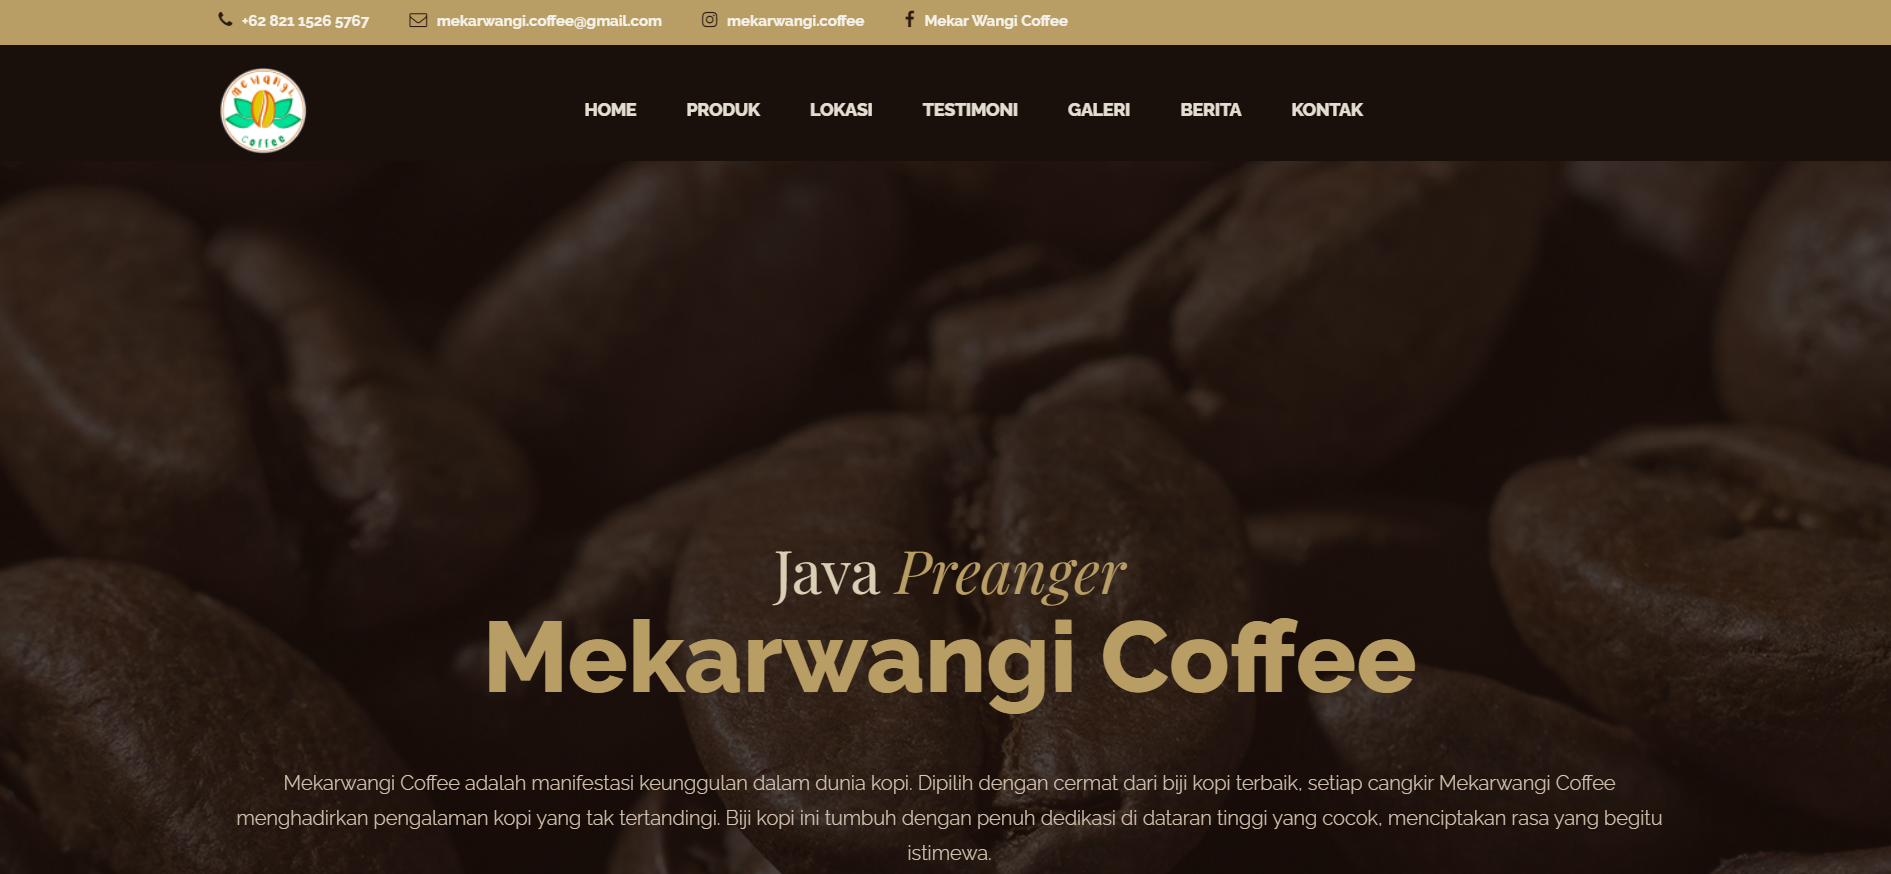 +62 821 1526 5767 mekarwangi.coffee@gmail.com mekarwangi.coffee Mekar Wangi Coffee
mewangi
coffee
HOME PRODUK LOKASI TESTIMONI GALERI BERITA KONTAK
Java Preanger
Mekarwangi Coffee
Mekarwangi Coffee adalah manifestasi keunggulan dalam dunia kopi. Dipilih dengan cermat dari biji kopi terbaik, setiap cangkir Mekarwangi Coffee
menghadirkan pengalaman kopi yang tak tertandingi. Biji kopi ini tumbuh dengan penuh dedikasi di dataran tinggi yang cocok, menciptakan rasa yang begitu
istimewa.